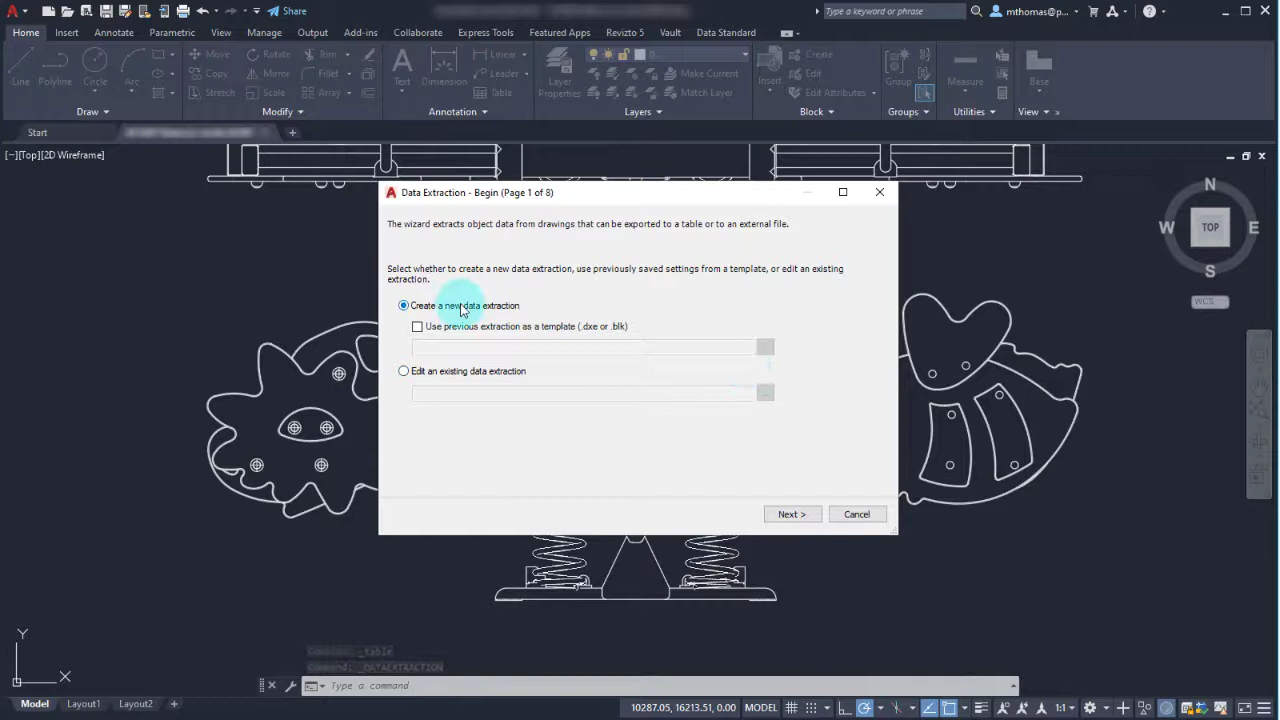 Share
Type a keyword or phrase
mthomas@p...
Home Insert Annotate Parametric View Manage Output Add-ins Collaborate Express Tools Featured Apps Revizto 5 Vault Data Standard
Line Polyline Circle Arc
Move Rotate Trim
Copy Mirror Fillet
Stretch Scale Array
Text Dimension
Linear
Leader
Table
Layer Properties
0
Make Current
Match Layer
Insert
Create
Edit
Edit Attributes
Group
Measure
Base
Draw Modify Annotation Layers Block Groups Utilities View
Start
[−][Top][2D Wireframe]
N
W TOP E
S
WCS
Data Extraction - Begin (Page 1 of 8)
The wizard extracts object data from drawings that can be exported to a table or to an external file.
Select whether to create a new data extraction, use previously saved settings from a template, or edit an existing
extraction.
Create a new data extraction
Use previous extraction as a template (.dxe or .blk)
...
Edit an existing data extraction
...
Next >
Cancel
Y
X
Command: _table
Command: _DATAEXTRACTION
Type a command
Model Layout1 Layout2 +
10287.05, 16213.51, 0.00 MODEL 1:1